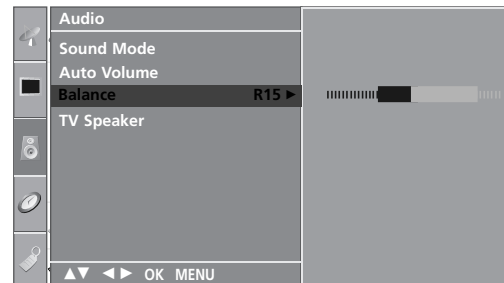 Audio
Sound Mode
Auto Volume
Balance R15 ►
TV Speaker
▲▼ ◄► OK MENU